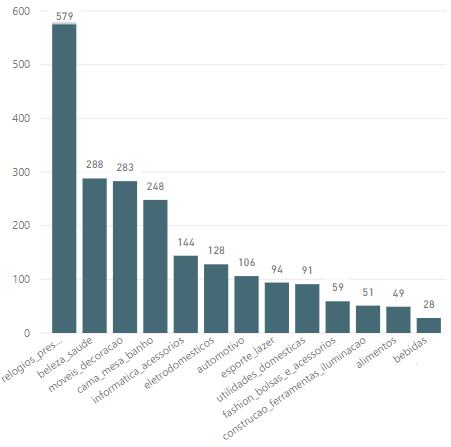 600
500
400
300
200
100
0
579
288
283
248
144
128
106
94
91
59
51
49
28
relogios_pres...
beleza_saude
moveis_decoracao
cama_mesa_banho
informatica_acessorios
eletrodomesticos
automotivo
esporte_lazer
utilidades_domesticas
fashion_bolsas_e_acessorios
construcao_ferramentas_iluminacao
alimentos
bebidas